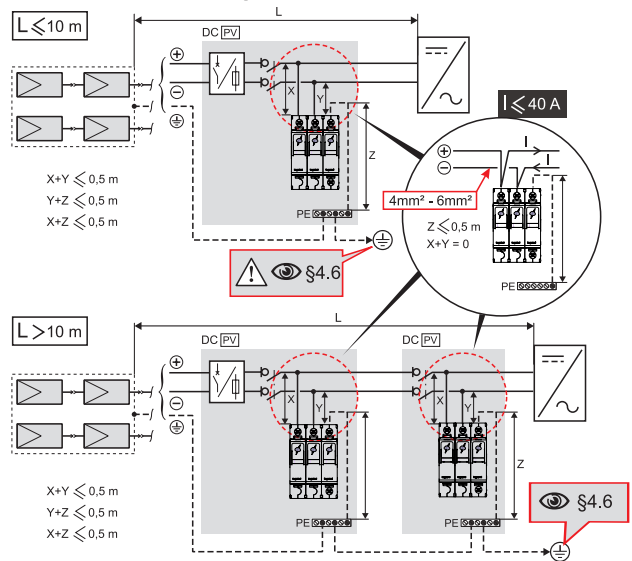 L ≤ 10 m
L
DC PV
X
Y
Z
PE
X+Y ≤ 0,5 m
Y+Z ≤ 0,5 m
X+Z ≤ 0,5 m
§4.6
I ≤ 40 A
I
I
4mm² - 6mm²
Z ≤ 0,5 m
X+Y = 0
PE
L > 10 m
L
DC PV
DC PV
X
Y
X
Y
Z
PE
PE
X+Y ≤ 0,5 m
Y+Z ≤ 0,5 m
X+Z ≤ 0,5 m
§4.6